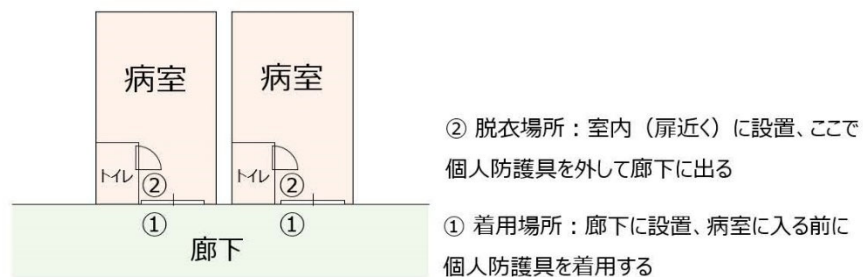 病室
病室
トイレ
②
トイレ
②
①
①
廊下
② 脱衣場所：室内（扉近く）に設置、ここで
個人防護具を外して廊下に出る
① 着用場所：廊下に設置、病室に入る前に
個人防護具を着用する